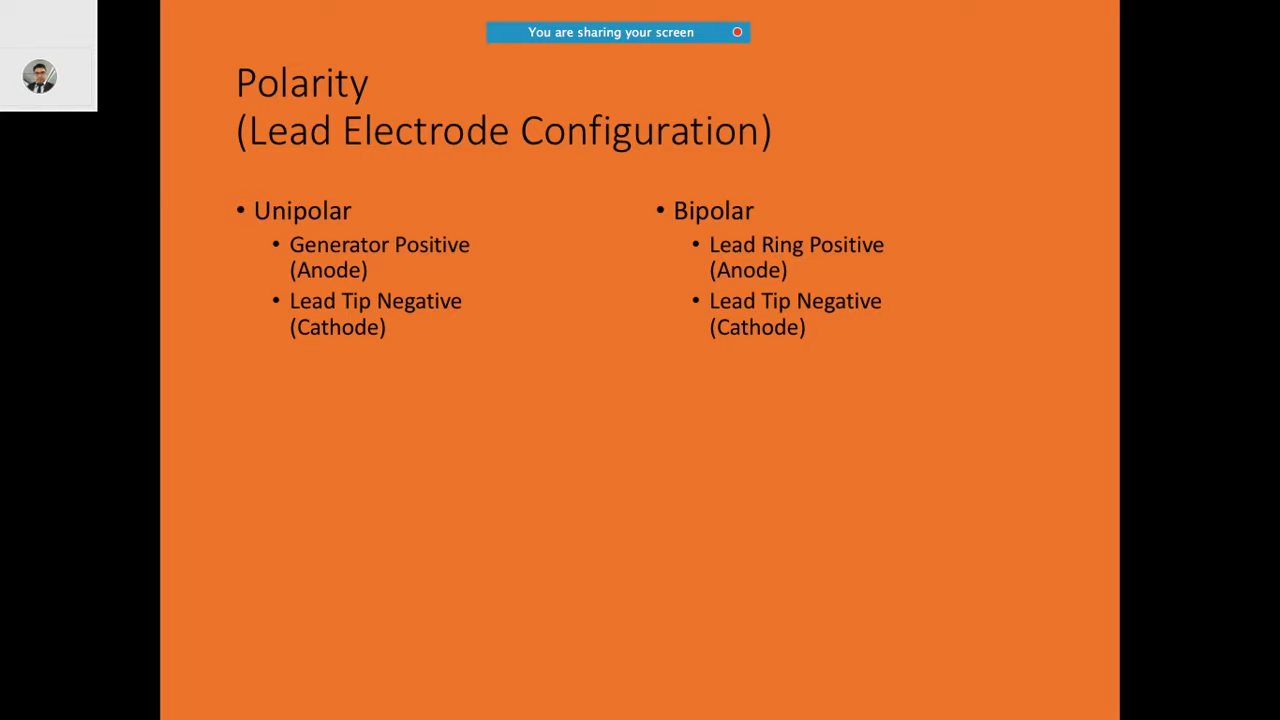 You are sharing your screen
Polarity
(Lead Electrode Configuration)
• Unipolar
• Generator Positive
(Anode)
• Lead Tip Negative
(Cathode)
• Bipolar
• Lead Ring Positive
(Anode)
• Lead Tip Negative
(Cathode)